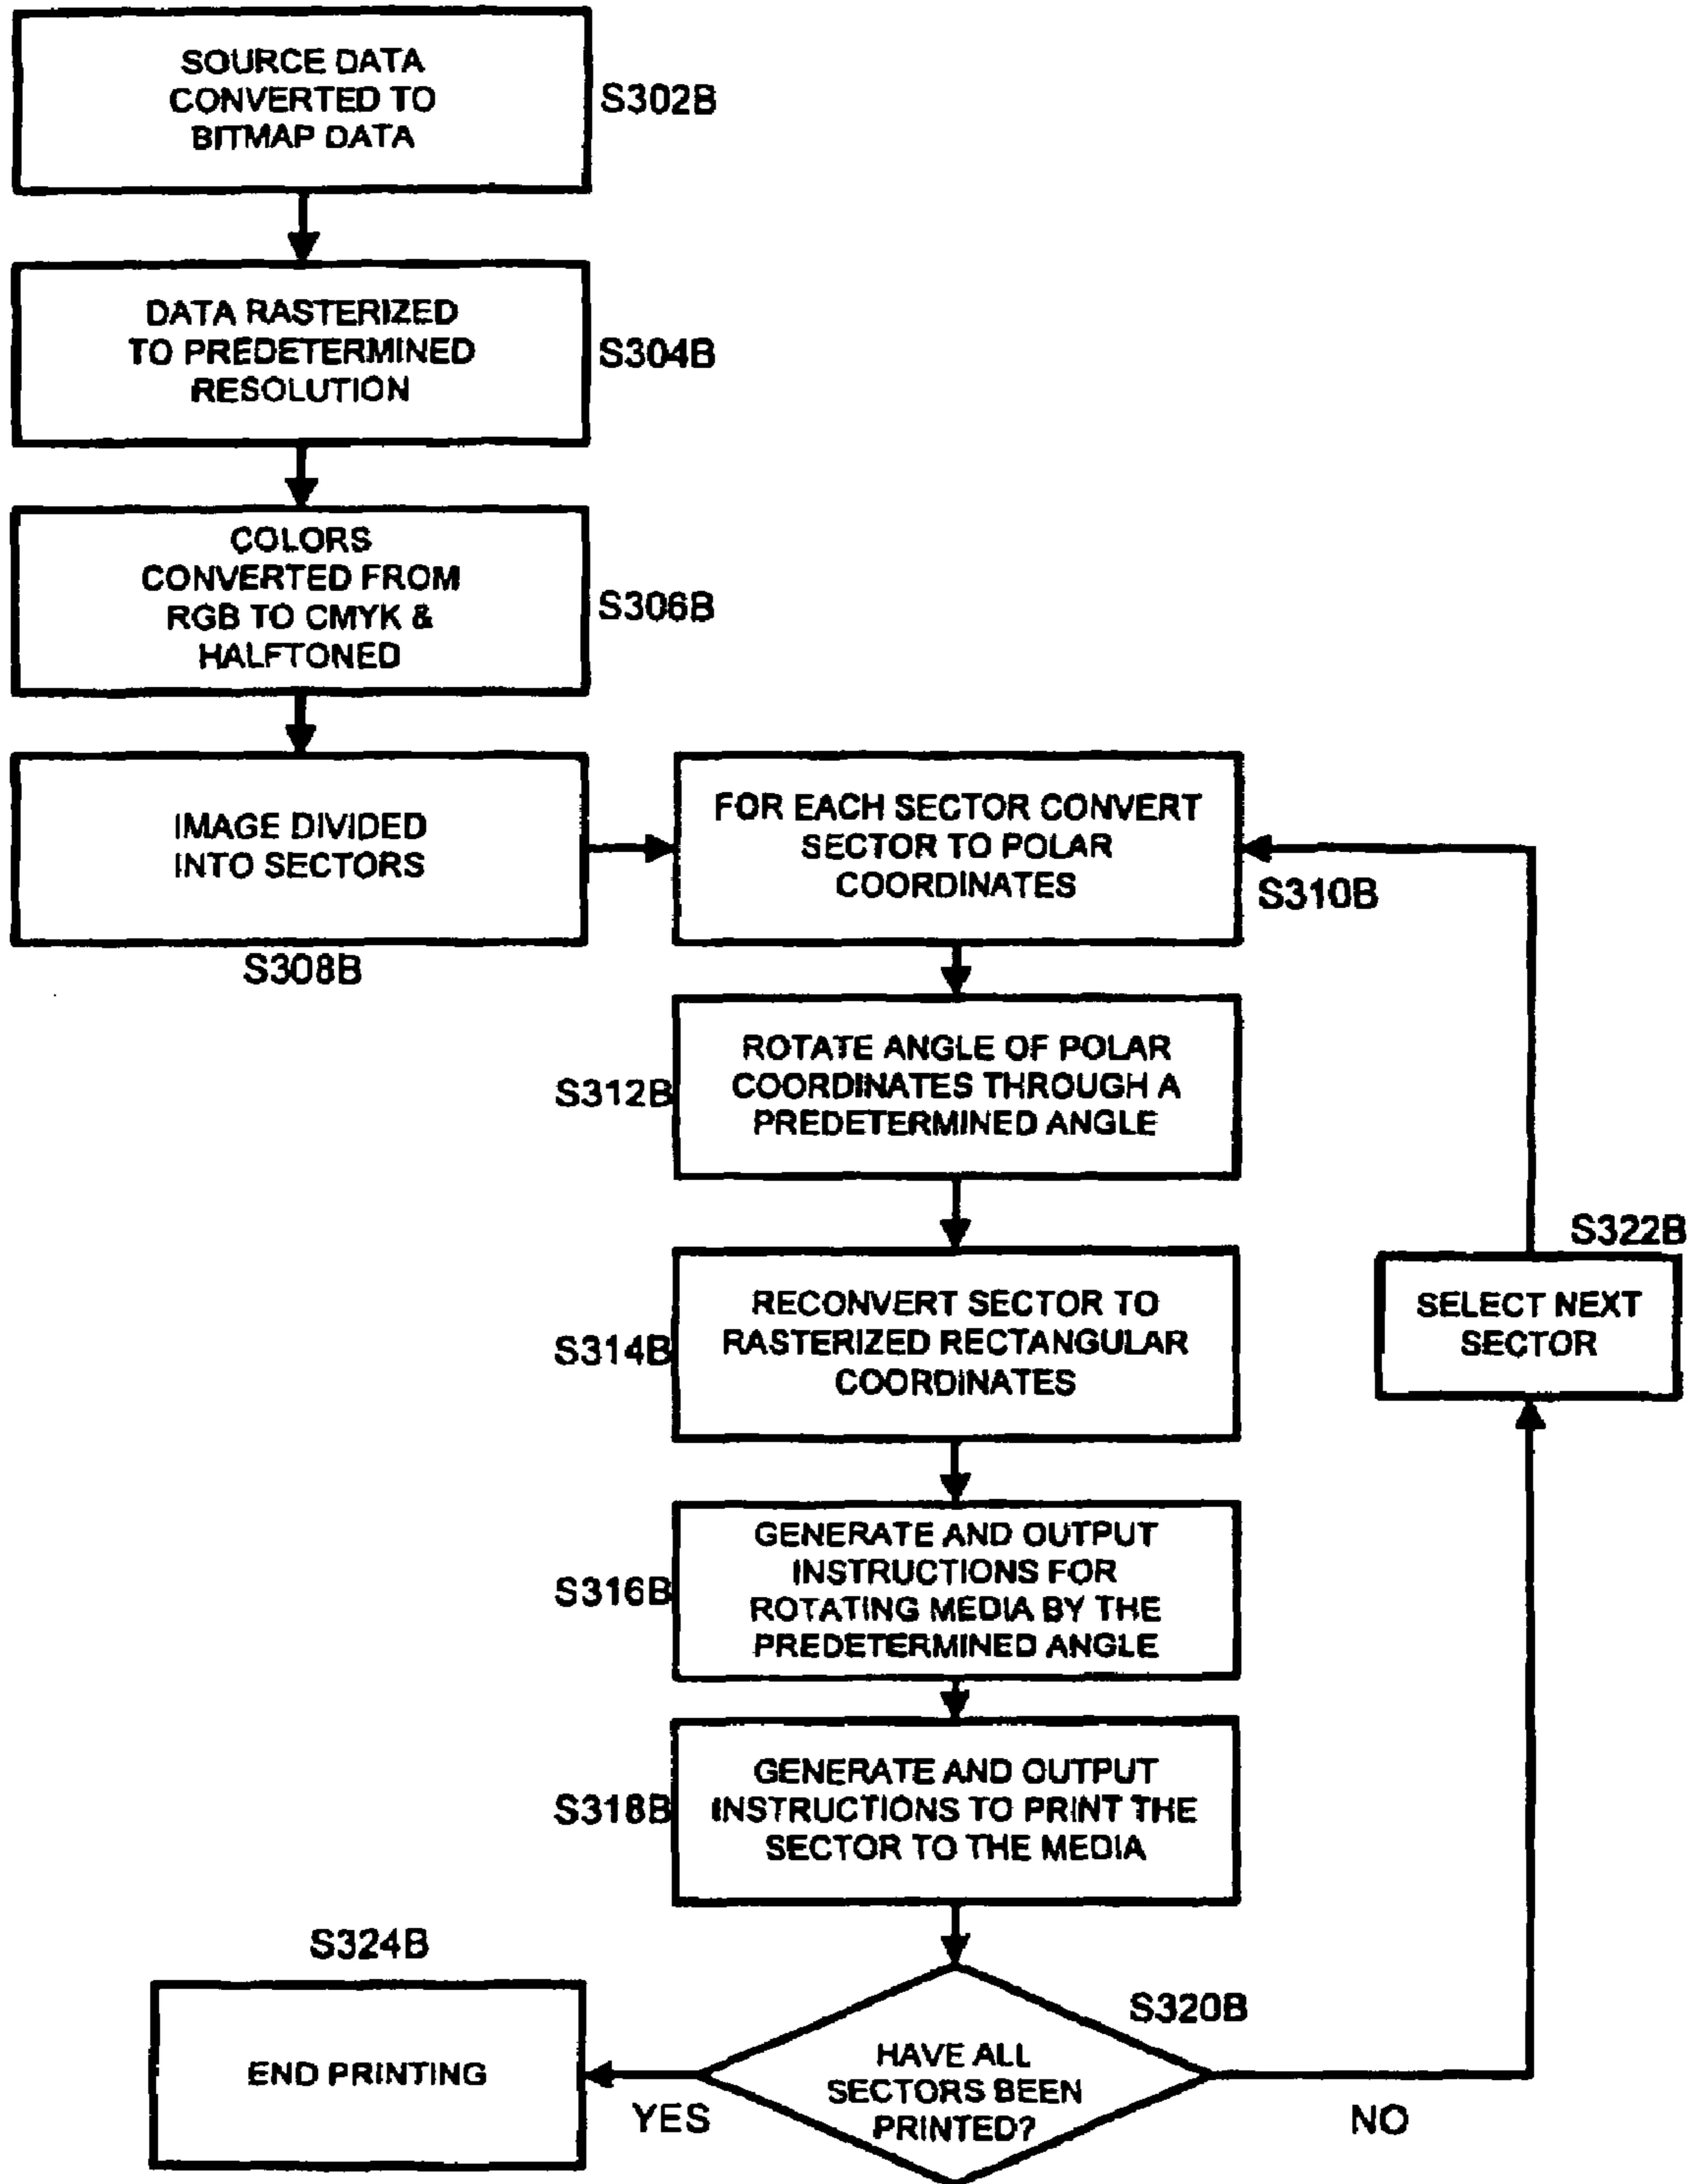 SOURCE DATA
CONVERTED TO
BITMAP DATA
S302B
DATA RASTERIZED
TO PREDETERMINED
RESOLUTION
S304B
COLORS
CONVERTED FROM
RGB TO CMYK &
HALFTONED
S306B
IMAGE DIVIDED
INTO SECTORS
S308B
FOR EACH SECTOR CONVERT
SECTOR TO POLAR
COORDINATES
S310B
ROTATE ANGLE OF POLAR
COORDINATES THROUGH A
PREDETERMINED ANGLE
S312B
RECONVERT SECTOR TO
RASTERIZED RECTANGULAR
COORDINATES
S314B
GENERATE AND OUTPUT
INSTRUCTIONS FOR
ROTATING MEDIA BY THE
PREDETERMINED ANGLE
S316B
GENERATE AND OUTPUT
INSTRUCTIONS TO PRINT THE
SECTOR TO THE MEDIA
S318B
HAVE ALL
SECTORS BEEN
PRINTED?
S320B
NO
S322B
SELECT NEXT
SECTOR
YES
S324B
END PRINTING